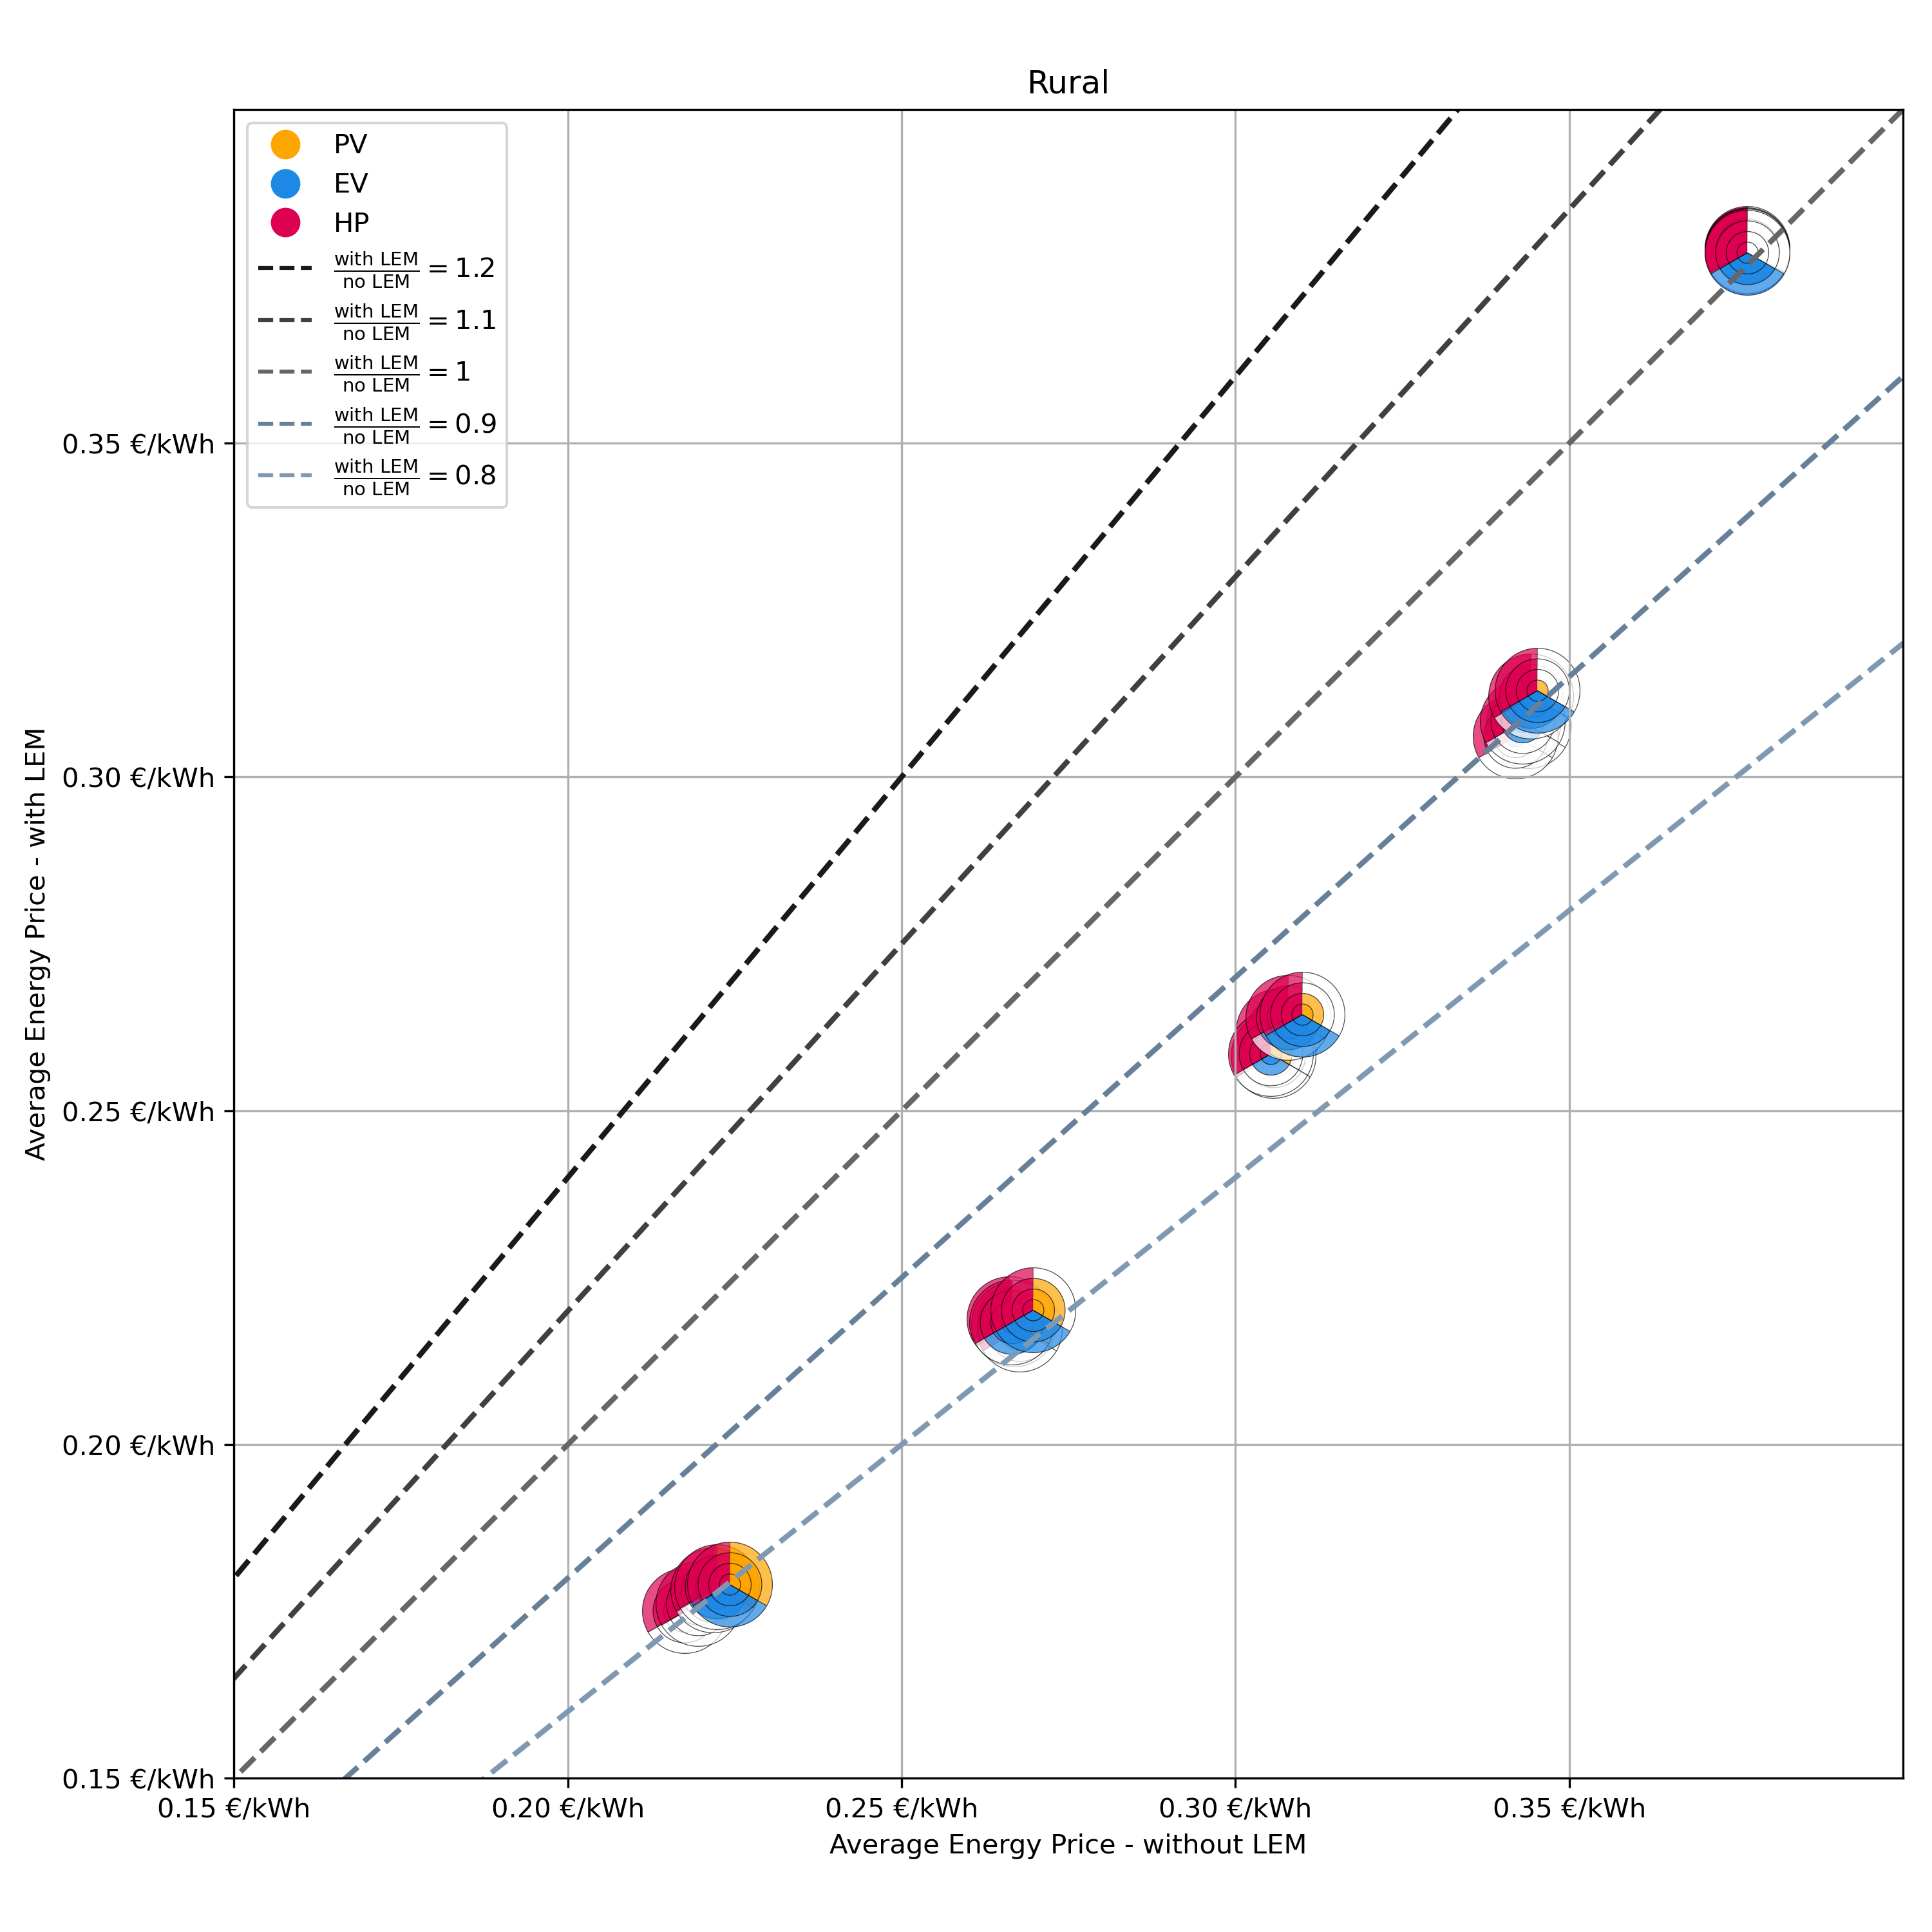 Rural
PV
EV
HP
with LEM
no LEM = 1.2
with LEM
no LEM = 1.1
with LEM
no LEM = 1
with LEM
no LEM = 0.9
with LEM
no LEM = 0.8
0.35 €/kWh
0.30 €/kWh
0.25 €/kWh
0.20 €/kWh
0.15 €/kWh
Average Energy Price - with LEM
0.15 €/kWh 0.20 €/kWh 0.25 €/kWh 0.30 €/kWh 0.35 €/kWh
Average Energy Price - without LEM